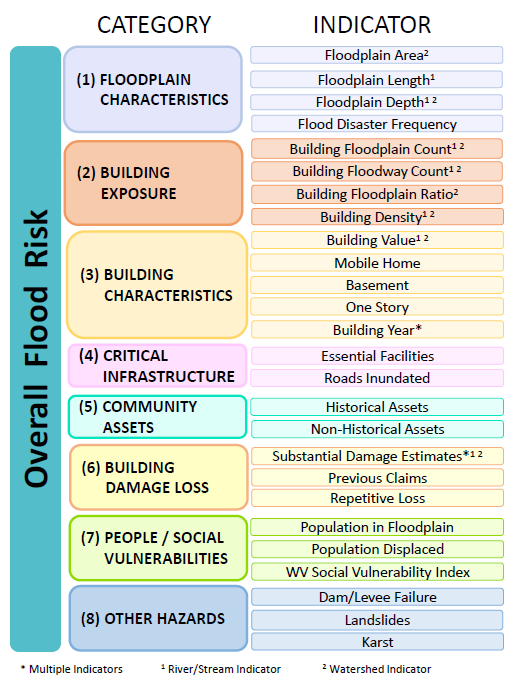 CATEGORY
INDICATOR
Overall Flood Risk
(1) FLOODPLAIN
CHARACTERISTICS
Floodplain Area²
Floodplain Length¹
Floodplain Depth¹ ²
Flood Disaster Frequency
(2) BUILDING
EXPOSURE
Building Floodplain Count¹ ²
Building Floodway Count¹ ²
Building Floodplain Ratio²
Building Density¹ ²
(3) BUILDING
CHARACTERISTICS
Building Value¹ ²
Mobile Home
Basement
One Story
Building Year*
(4) CRITICAL
INFRASTRUCTURE
Essential Facilities
Roads Inundated
(5) COMMUNITY
ASSETS
Historical Assets
Non-Historical Assets
(6) BUILDING
DAMAGE LOSS
Substantial Damage Estimates*¹ ²
Previous Claims
Repetitive Loss
(7) PEOPLE / SOCIAL
VULNERABILITIES
Population in Floodplain
Population Displaced
WV Social Vulnerability Index
(8) OTHER HAZARDS
Dam/Levee Failure
Landslides
Karst
* Multiple Indicators
¹ River/Stream Indicator
² Watershed Indicator